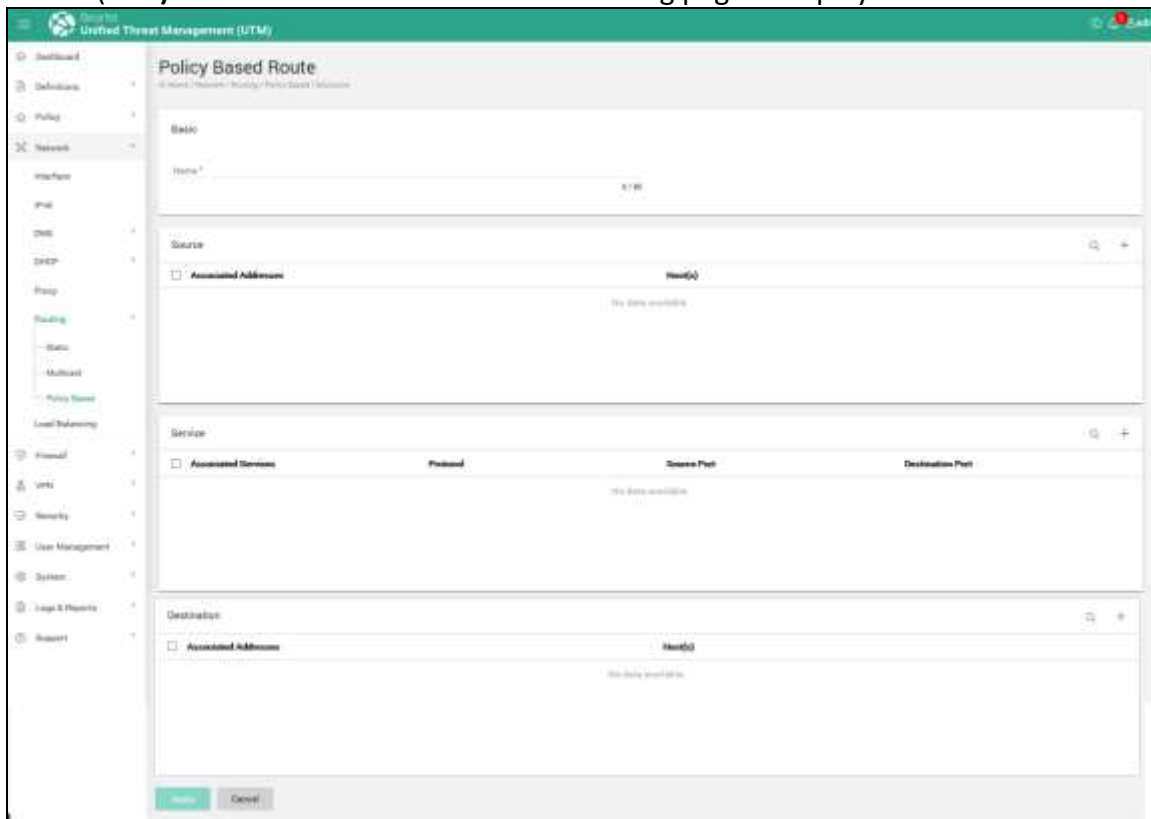 Unified Threat Management (UTM)
Dashboard
Definitions
Policy
Network
Interface
IPv6
DNS
DHCP
Proxy
Routing
Static
Multicast
Policy Based
Load Balancing
Firewall
VPN
Security
User Management
System
Logs & Reports
Support
Policy Based Route
Basic
Name *
Source
Associated Addresses Host(s)
No data available
Service
Associated Services Protocol Source Port Destination Port
No data available
Destination
Associated Addresses Host(s)
No data available
Cancel